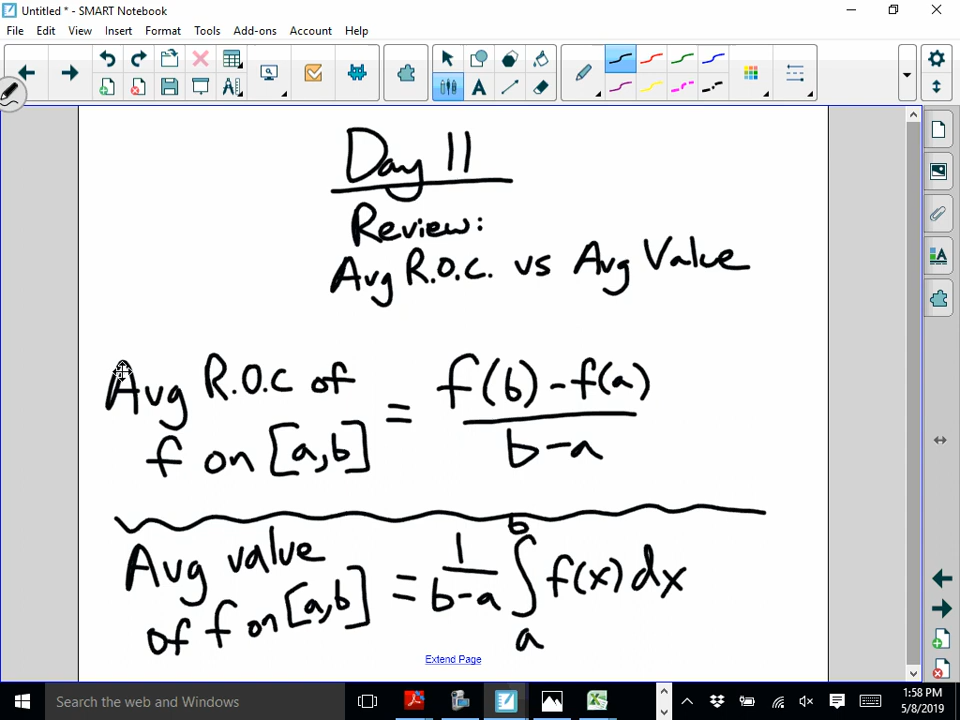 Untitled * - SMART Notebook
File Edit View Insert Format Tools Add-ons Account Help
Day 11
Review:
Avg R.O.C. vs Avg Value
Avg R.O.C of
f on [a,b] = f(b) - f(a) / b - a
Avg value
of f on [a,b] = 1 / b - a ∫ a b f(x) dx
Extend Page
Search the web and Windows
1:58 PM
5/8/2019